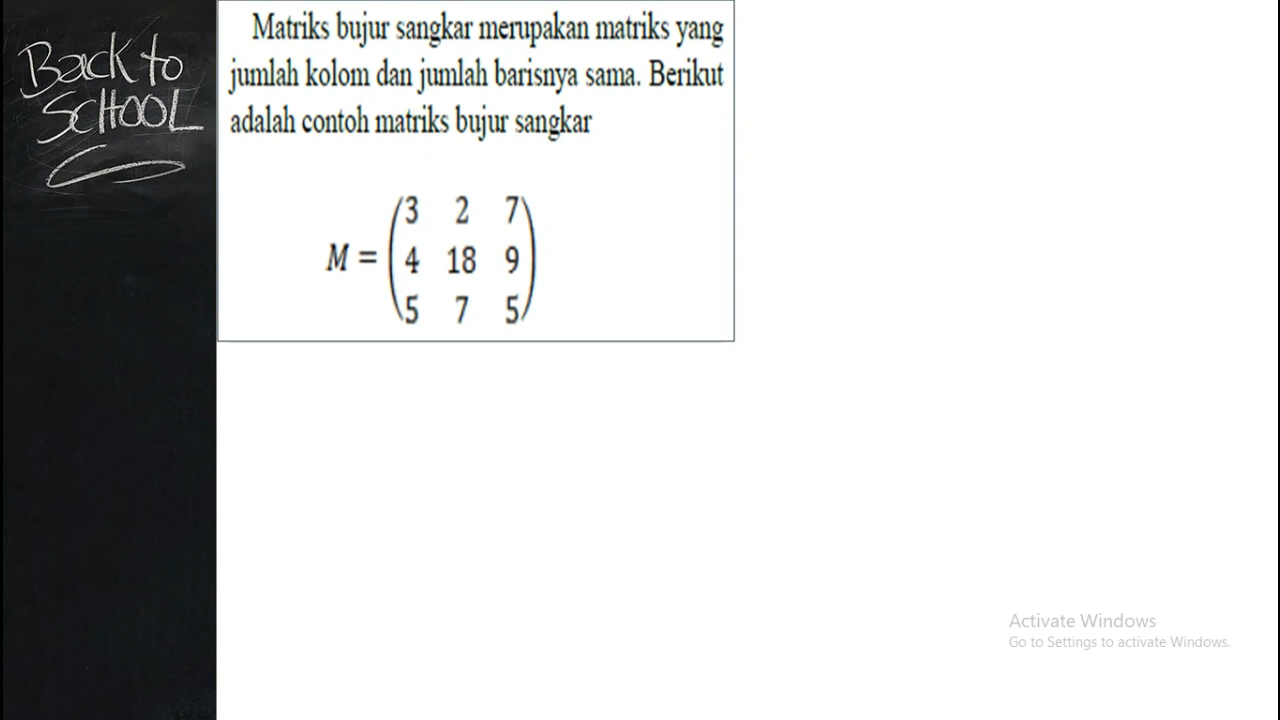 Back to
SCHOOL
Matriks bujur sangkar merupakan matriks yang
jumlah kolom dan jumlah barisnya sama. Berikut
adalah contoh matriks bujur sangkar
3 2 7
M = 4 18 9
5 7 5
Activate Windows
Go to Settings to activate Windows.